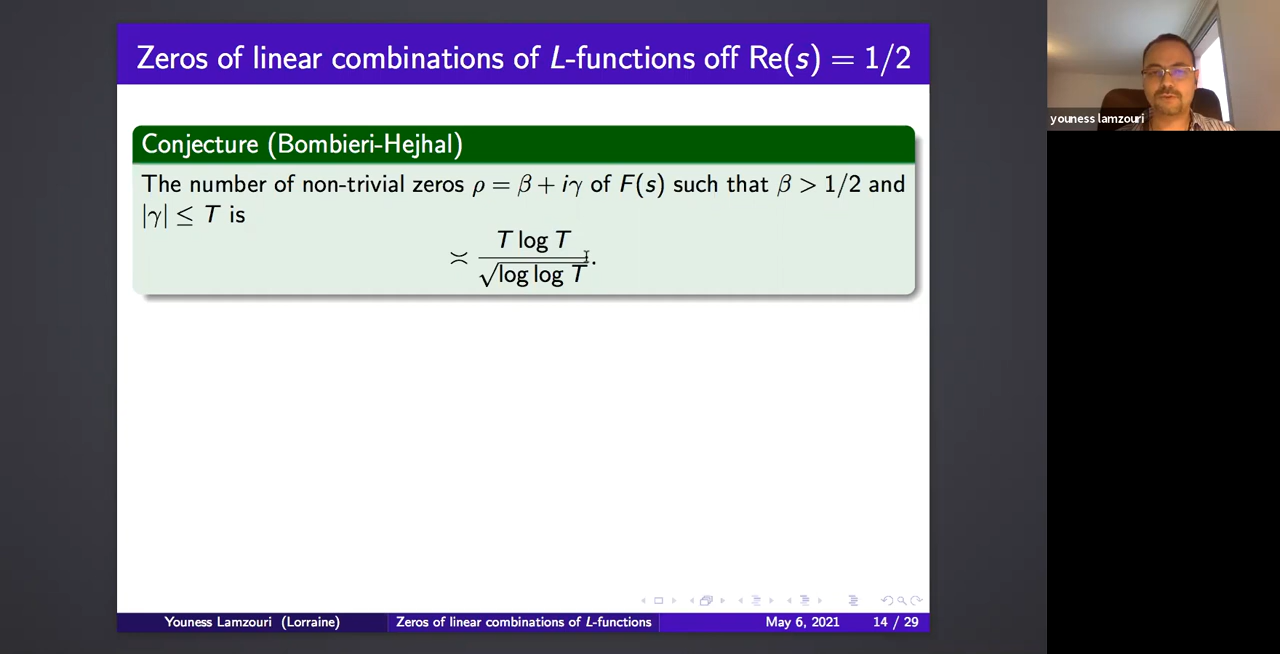 Zeros of linear combinations of L-functions off Re(s) = 1/2
Conjecture (Bombieri-Hejhal)
The number of non-trivial zeros ρ = β + iγ of F(s) such that β > 1/2 and
|γ| ≤ T is
≍ T log T / √log log T.
Youness Lamzouri (Lorraine) Zeros of linear combinations of L-functions May 6, 2021 14 / 29
youness lamzouri